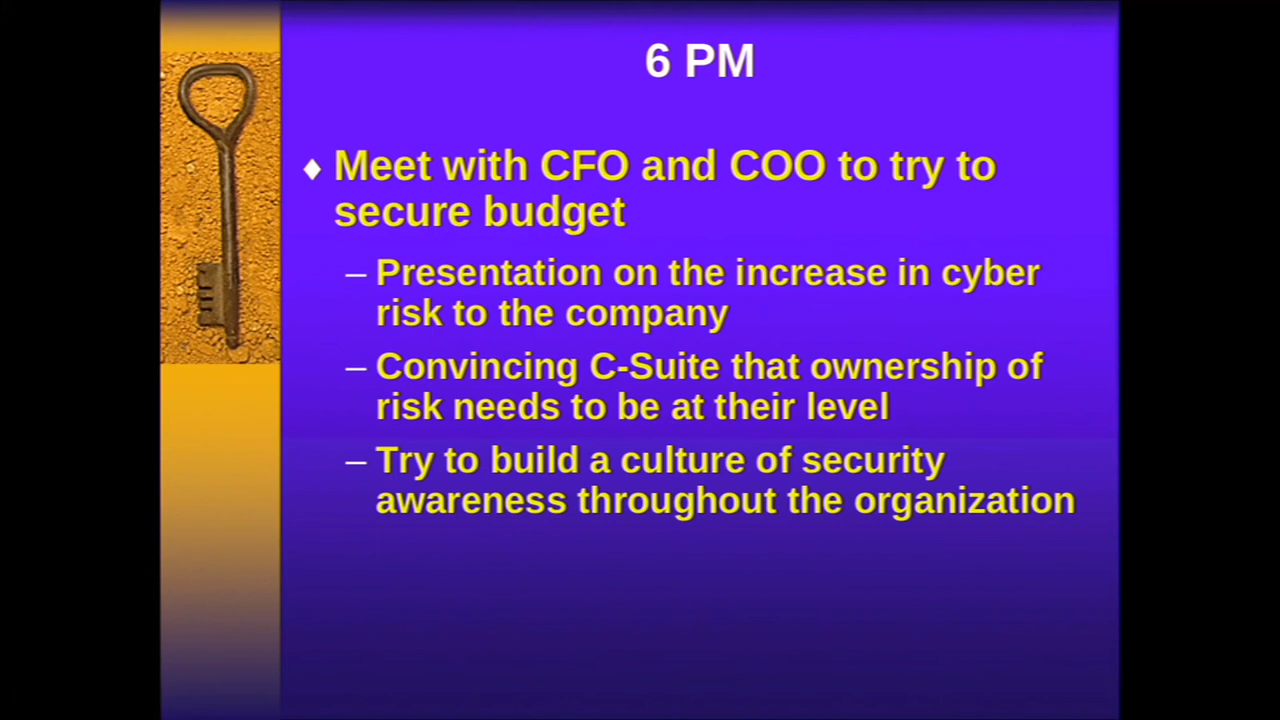 6 PM
♦ Meet with CFO and COO to try to
secure budget
– Presentation on the increase in cyber
risk to the company
– Convincing C-Suite that ownership of
risk needs to be at their level
– Try to build a culture of security
awareness throughout the organization